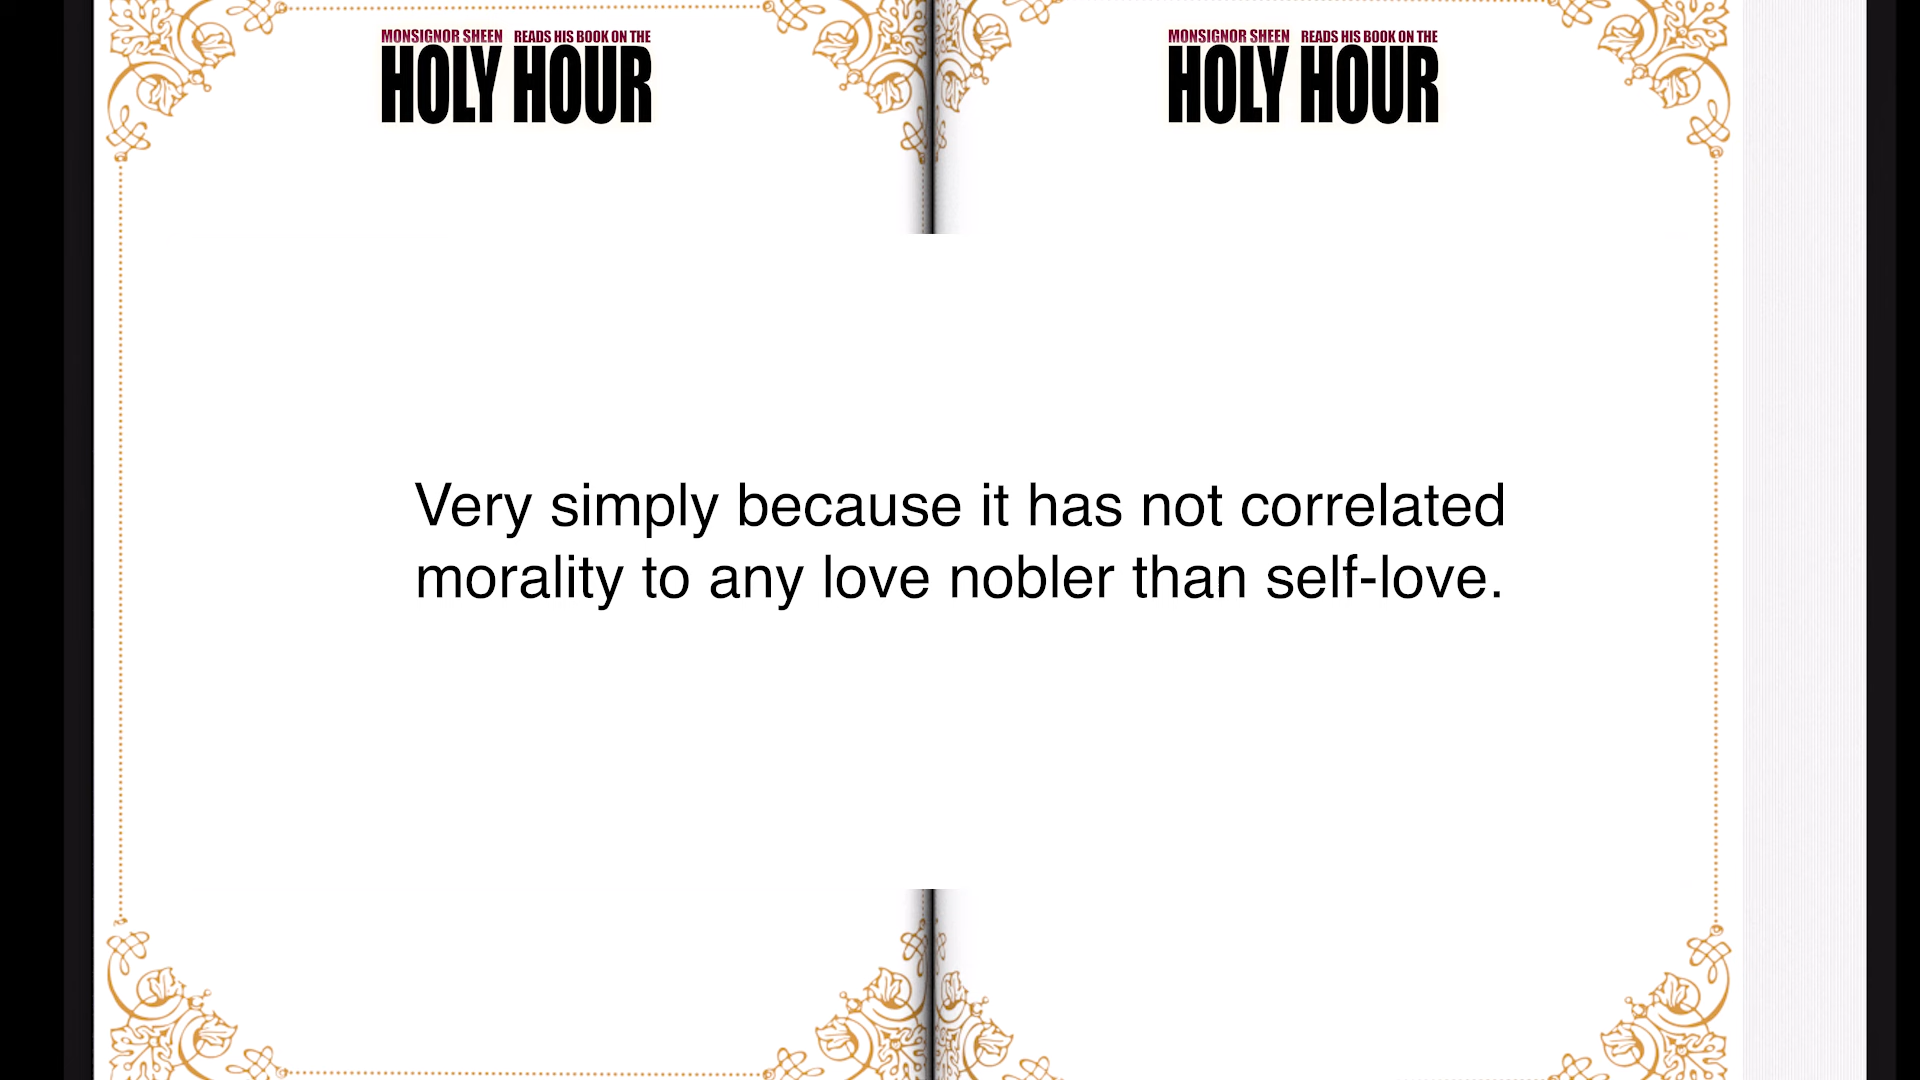 MONSIGNOR SHEEN READS HIS BOOK ON THE
HOLY HOUR
MONSIGNOR SHEEN READS HIS BOOK ON THE
HOLY HOUR
Very simply because it has not correlated
morality to any love nobler than self-love.